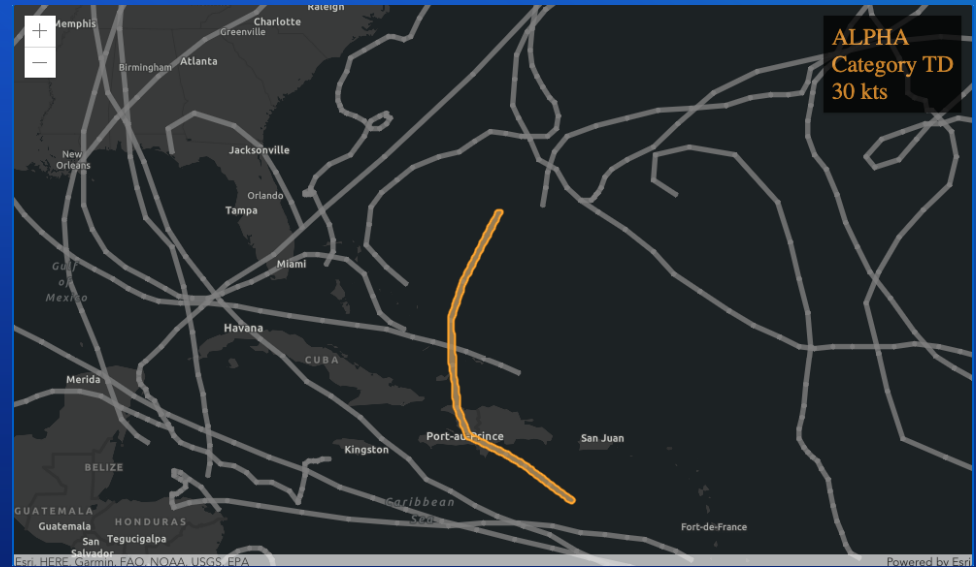 +
−
ALPHA
Category TD
30 kts
Raleigh
Memphis
Charlotte
Greenville
Birmingham
Atlanta
New
Orleans
Jacksonville
Orlando
Tampa
Miami
Gulf
of
Mexico
Havana
CUBA
Merida
Port-au-Prince
San Juan
Kingston
BELIZE
Caribbean
Sea
GUATEMALA
Guatemala
HONDURAS
Fort-de-France
San
Salvador
Tegucigalpa
Esri, HERE, Garmin, FAO, NOAA, USGS, EPA
Powered by Esri